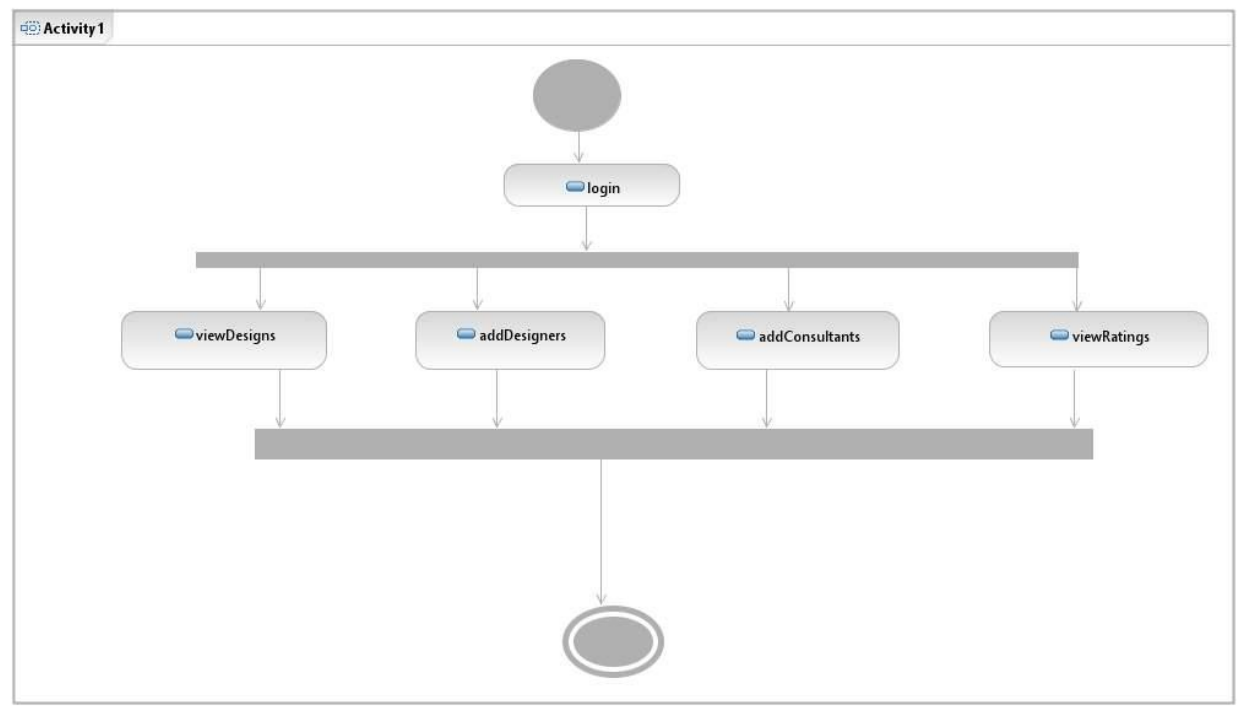 Activity1
login
viewDesigns
addDesigners
addConsultants
viewRatings